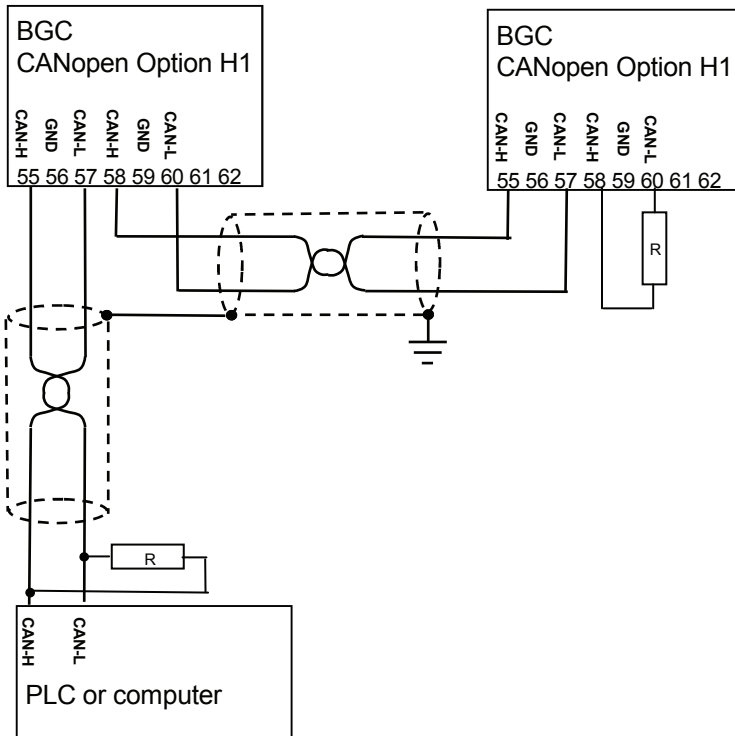 BGC
CANopen Option H1
CAN-H GND CAN-L CAN-H GND CAN-L
55 56 57 58 59 60 61 62
BGC
CANopen Option H1
CAN-H GND CAN-L CAN-H GND CAN-L
55 56 57 58 59 60 61 62
R
R
CAN-H CAN-L
PLC or computer